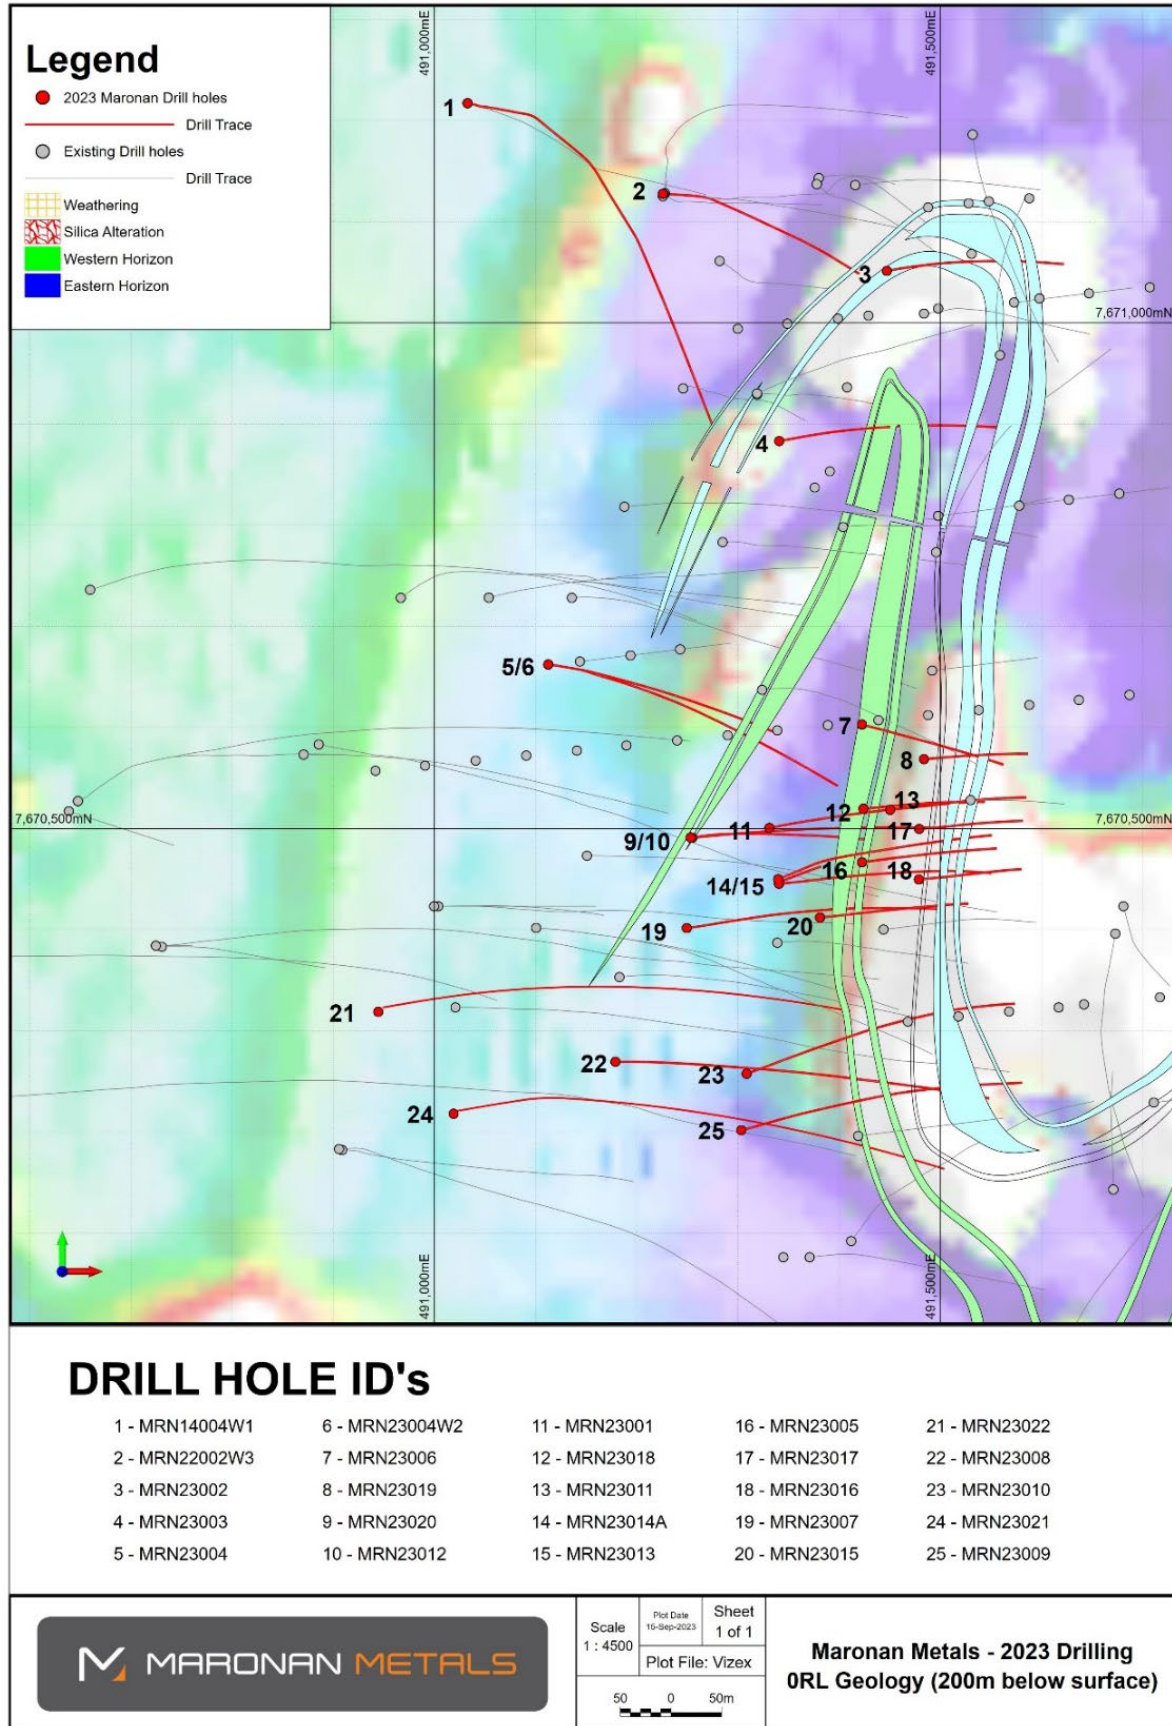 Legend
2023 Maronan Drill holes
Drill Trace
Existing Drill holes
Drill Trace
Weathering
Silica Alteration
Western Horizon
Eastern Horizon
491,000mE
491,500mE
1
2
3
7,671,000mN
4
5/6
7
8
12
13
7,670,500mN
7,670,500mN
11
17
9/10
16
18
14/15
19
20
21
22
23
24
25
491,000mE
491,500mE
DRILL HOLE ID's
1 - MRN14004W1
2 - MRN22002W3
3 - MRN23002
4 - MRN23003
5 - MRN23004
6 - MRN23004W2
7 - MRN23006
8 - MRN23019
9 - MRN23020
10 - MRN23012
11 - MRN23001
12 - MRN23018
13 - MRN23011
14 - MRN23014A
15 - MRN23013
16 - MRN23005
17 - MRN23017
18 - MRN23016
19 - MRN23007
20 - MRN23015
21 - MRN23022
22 - MRN23008
23 - MRN23010
24 - MRN23021
25 - MRN23009
MARONAN METALS
Scale
1 : 4500
Plot Date
16-Sep-2023
Sheet
1 of 1
Plot File: Vizex
50 0 50m
Maronan Metals - 2023 Drilling
0RL Geology (200m below surface)